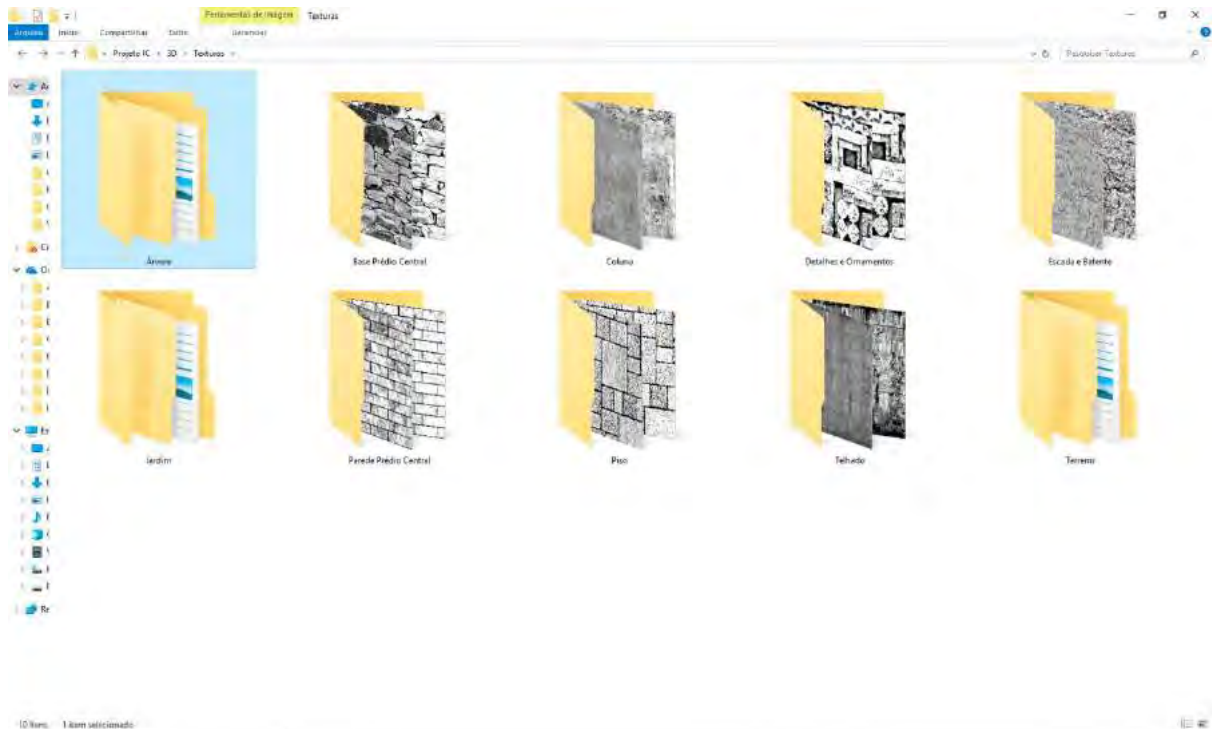 Ferramentas de Imagem Texturas
Arquivo Início Compartilhar Exibir Gerenciar
Projeto IC 3D Texturas Pesquisar Texturas
Árvore Base Prédio Central Coluna Detalhes e Ornamentos Escada e Batente
Jardim Parede Prédio Central Piso Telhado Terreno
10 itens 1 item selecionado